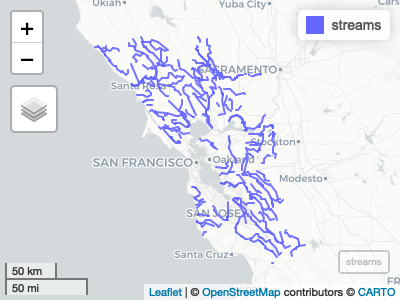 Ukiah
Yuba City
streams
+
−
SACRAMENTO
Santa Rosa
Stockton
SAN FRANCISCO
Oakland
Modesto
SAN JOSE
Santa Cruz
streams
50 km
50 mi
Leaflet | © OpenStreetMap contributors © CARTO